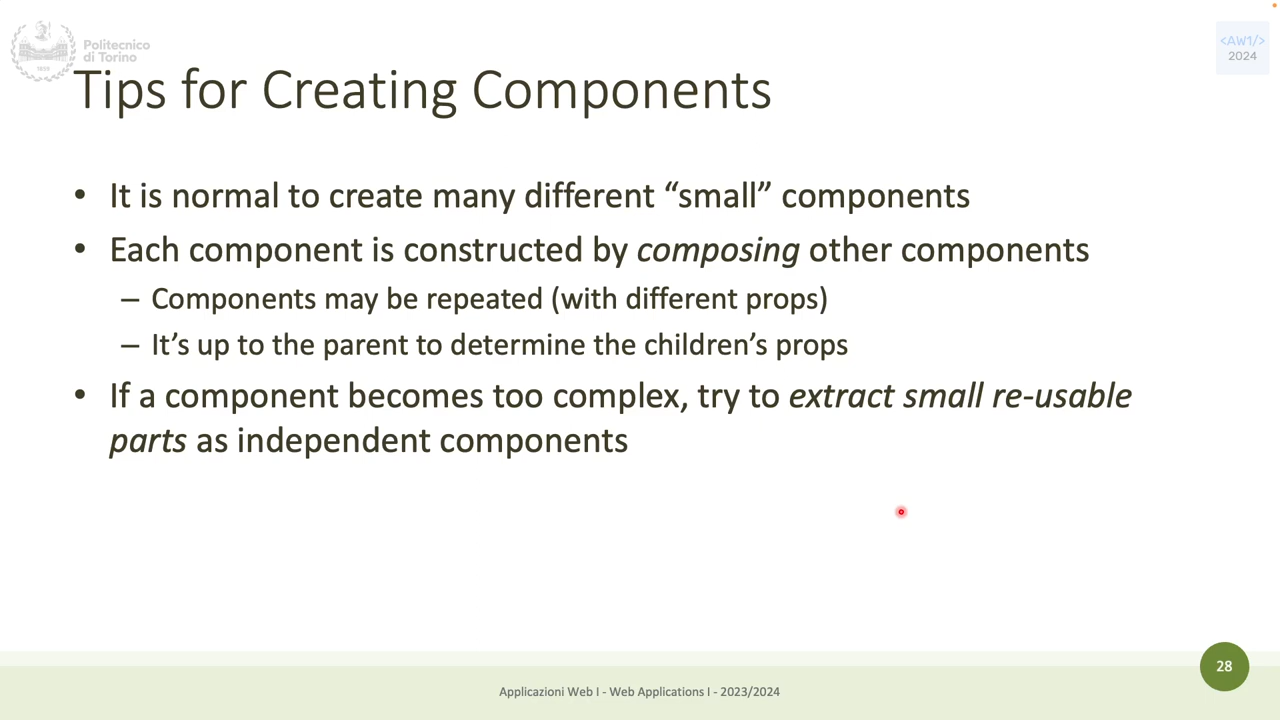 Politecnico
di Torino
1859
<AW1/>
2024
Tips for Creating Components
• It is normal to create many different “small” components
• Each component is constructed by composing other components
– Components may be repeated (with different props)
– It’s up to the parent to determine the children’s props
• If a component becomes too complex, try to extract small re-usable
parts as independent components
28
Applicazioni Web I - Web Applications I - 2023/2024